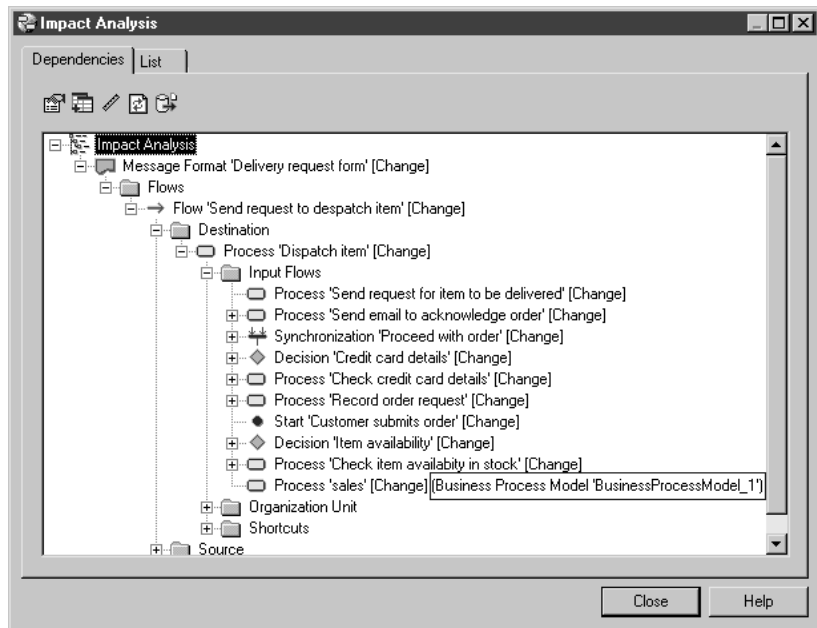 Impact Analysis
Dependencies List
Impact Analysis
Message Format 'Delivery request form' [Change]
Flows
Flow 'Send request to despatch item' [Change]
Destination
Process 'Dispatch item' [Change]
Input Flows
Process 'Send request for item to be delivered' [Change]
Process 'Send email to acknowledge order' [Change]
Synchronization 'Proceed with order' [Change]
Decision 'Credit card details' [Change]
Process 'Check credit card details' [Change]
Process 'Record order request' [Change]
Start 'Customer submits order' [Change]
Decision 'Item availability' [Change]
Process 'Check item availabity in stock' [Change]
Process 'sales' [Change] (Business Process Model 'BusinessProcessModel_1')
Organization Unit
Shortcuts
Source
Close Help